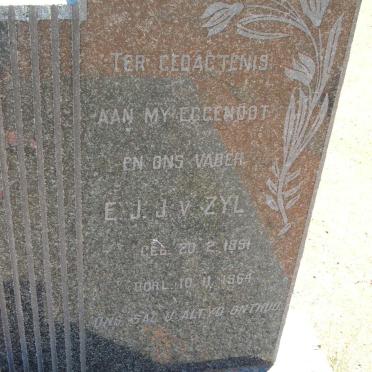 TER GEDAGTENIS
AAN MY EGGENOOT
EN ONS VADER
E. J. J. V. ZYL
GEB. 20. 2. 1891
OORL. 10. 11. 1964
ONS SAL U ALTYD ONTHOU